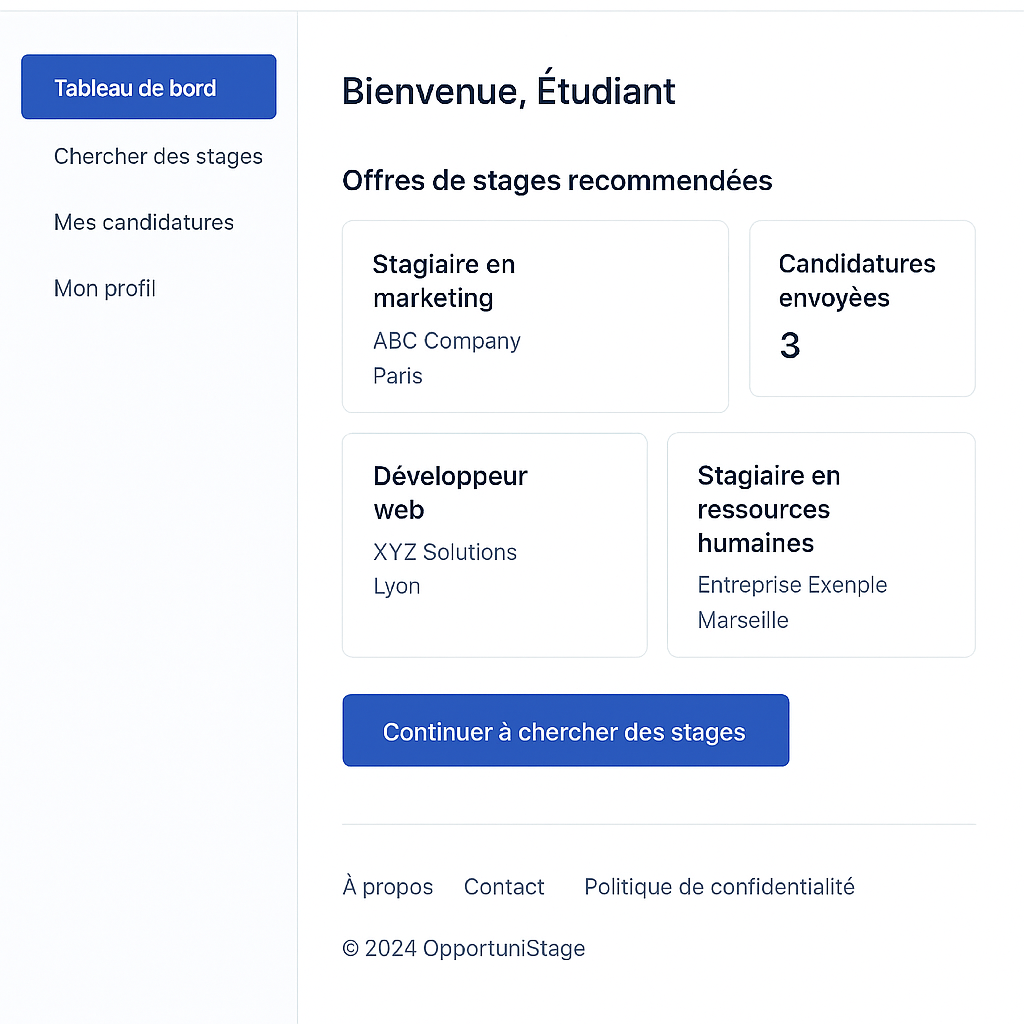 Tableau de bord
Chercher des stages
Mes candidatures
Mon profil
Bienvenue, Étudiant
Offres de stages recommendées
Stagiaire en
marketing
ABC Company
Paris
Candidatures
envoyèes
3
Développeur
web
XYZ Solutions
Lyon
Stagiaire en
ressources
humaines
Entreprise Exenple
Marseille
Continuer à chercher des stages
À propos
Contact
Politique de confidentialité
© 2024 OpportuniStage